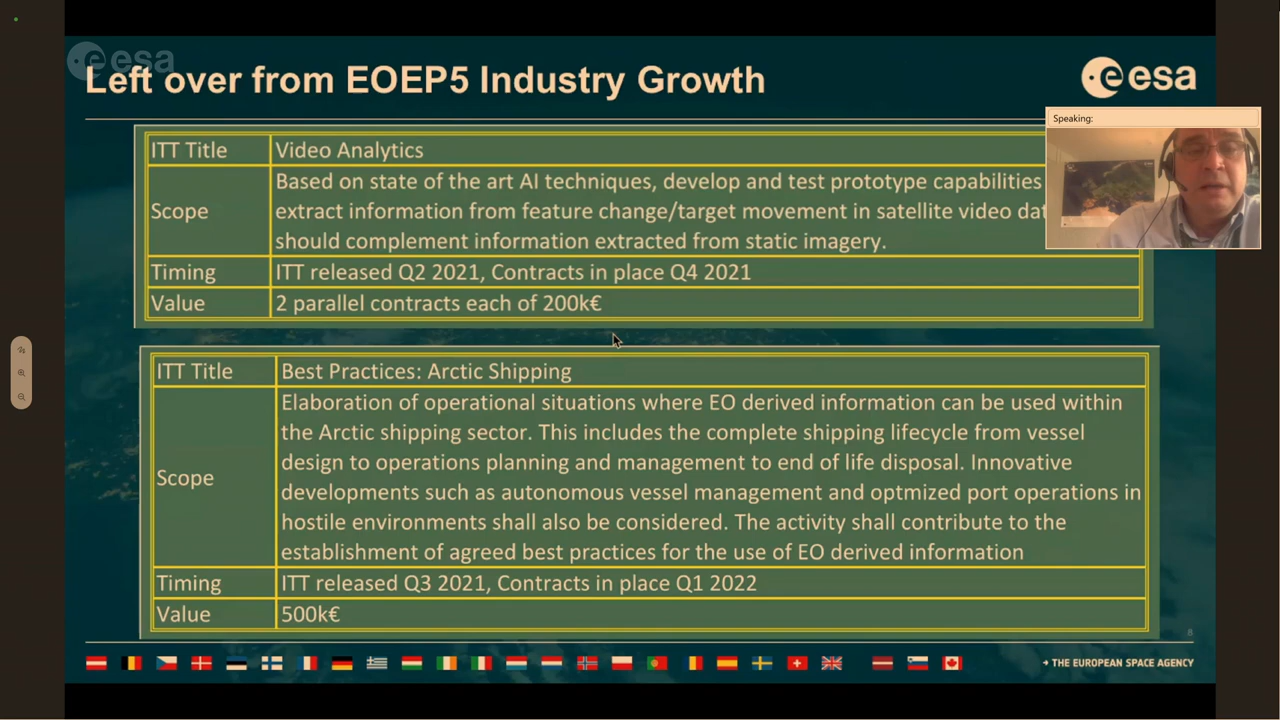 esa
Left over from EOEP5 Industry Growth
esa
Speaking:
ITT Title Video Analytics
Scope Based on state of the art AI techniques, develop and test prototype capabilities
extract information from feature change/target movement in satellite video
should complement information extracted from static imagery.
Timing ITT released Q2 2021, Contracts in place Q4 2021
Value 2 parallel contracts each of 200k€
ITT Title Best Practices: Arctic Shipping
Scope Elaboration of operational situations where EO derived information can be used within
the Arctic shipping sector. This includes the complete shipping lifecycle from vessel
design to operations planning and management to end of life disposal. Innovative
developments such as autonomous vessel management and optmized port operations in
hostile environments shall also be considered. The activity shall contribute to the
establishment of agreed best practices for the use of EO derived information
Timing ITT released Q3 2021, Contracts in place Q1 2022
Value 500k€
8
→ THE EUROPEAN SPACE AGENCY